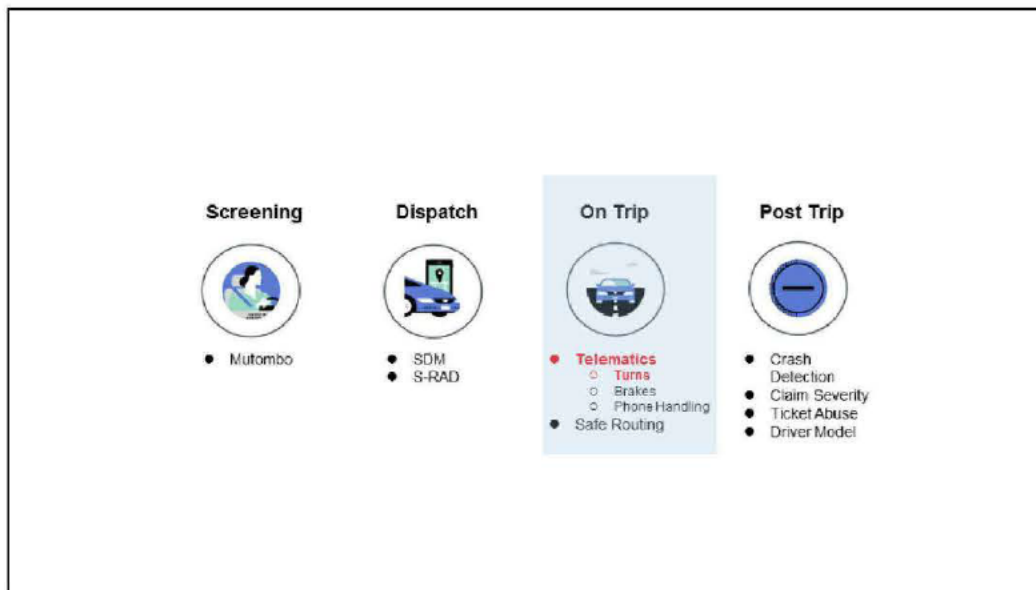 Screening
● Mutombo
Dispatch
● SDM
● S-RAD
On Trip
● Telematics
○ Turns
○ Brakes
○ Phone Handling
● Safe Routing
Post Trip
● Crash
Detection
● Claim Severity
● Ticket Abuse
● Driver Model